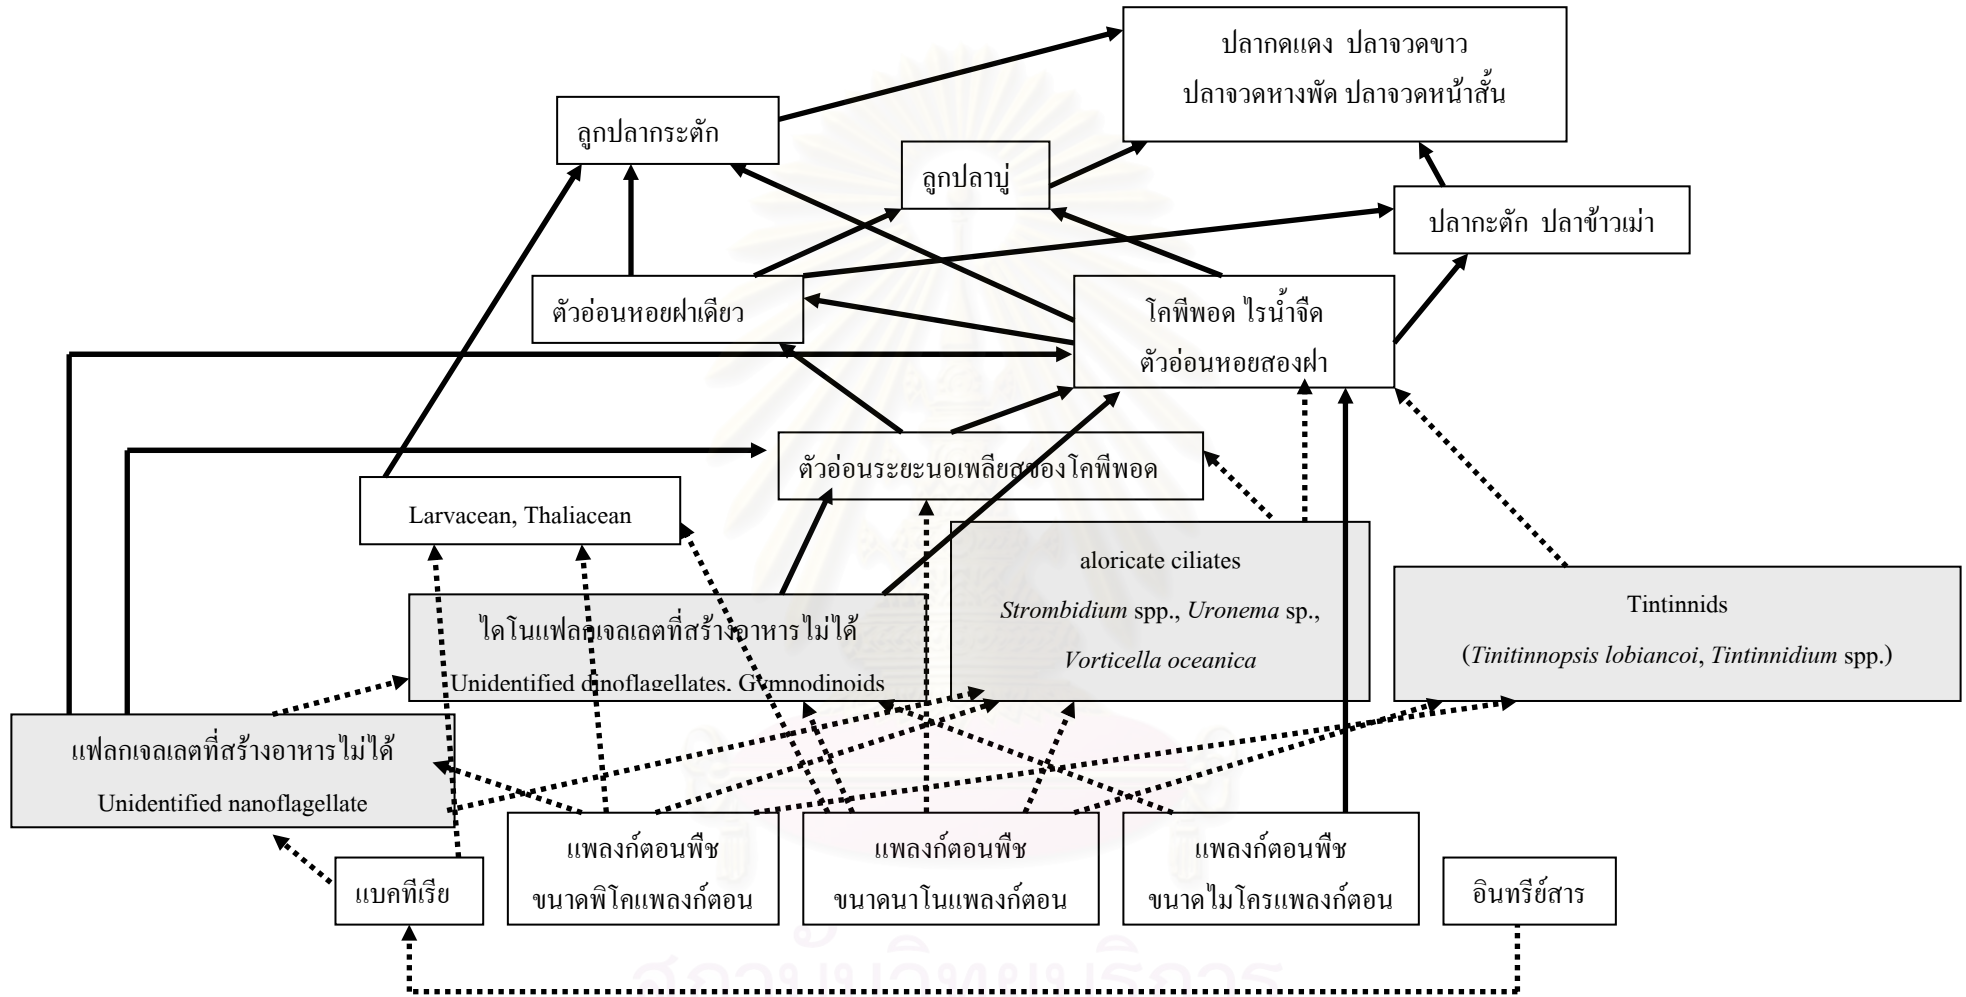 ปลากดแดง ปลาจวดขาว
ปลาจวดหางพัด ปลาจวดหน้าสั้น
ลูกปลากระตัก
ลูกปลาบู่
ปลากะตัก ปลาข้าวเม่า
ตัวอ่อนหอยฝาเดียว
โคพีพอด ไรน้ำจืด
ตัวอ่อนหอยสองฝา
ตัวอ่อนระยะนอเพลียสของโคพีพอด
Larvacean, Thaliacean
aloricate ciliates
Strombidium spp., Uronema sp.,
Vorticella oceanica
Tintinnids
(Tinitinnopsis lobiancoi, Tintinnidium spp.)
ไดโนแฟลกเจลเลตที่สร้างอาหารไม่ได้
Unidentified dinoflagellates, Gymnodinoids
แฟลกเจลเลตที่สร้างอาหารไม่ได้
Unidentified nanoflagellate
แบคทีเรีย
แพลงก์ตอนพืช
ขนาดพิโคแพลงก์ตอน
แพลงก์ตอนพืช
ขนาดนาโนแพลงก์ตอน
แพลงก์ตอนพืช
ขนาดไมโครแพลงก์ตอน
อินทรีย์สาร
สถาบันวิทยบริการ